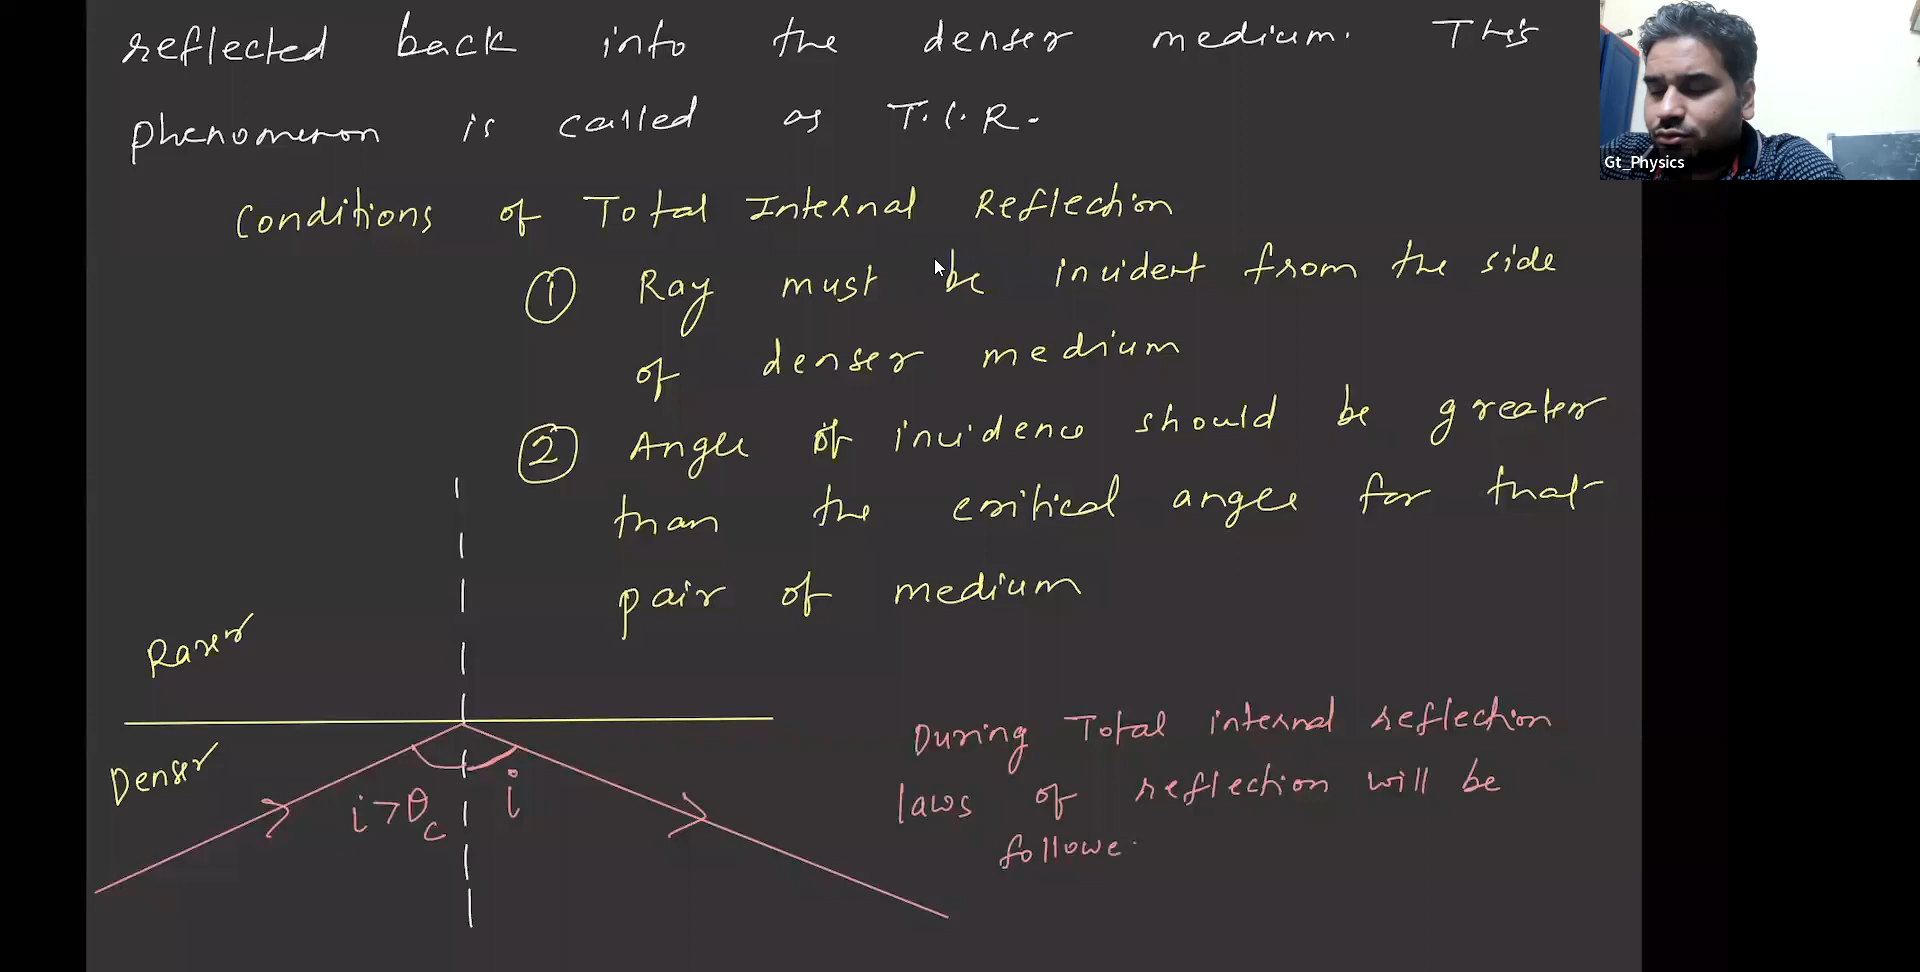 reflected back into the denser medium. This
Gt_Physics
phenomenon is called as T.I.R.
Conditions of Total Internal Reflection
① Ray must be incident from the side
of denser medium
② Angle of incidence should be greater
than the critical angle for that
pair of medium
Rarer
Denser
i>θc i
During Total internal reflection
laws of reflection will be
followe